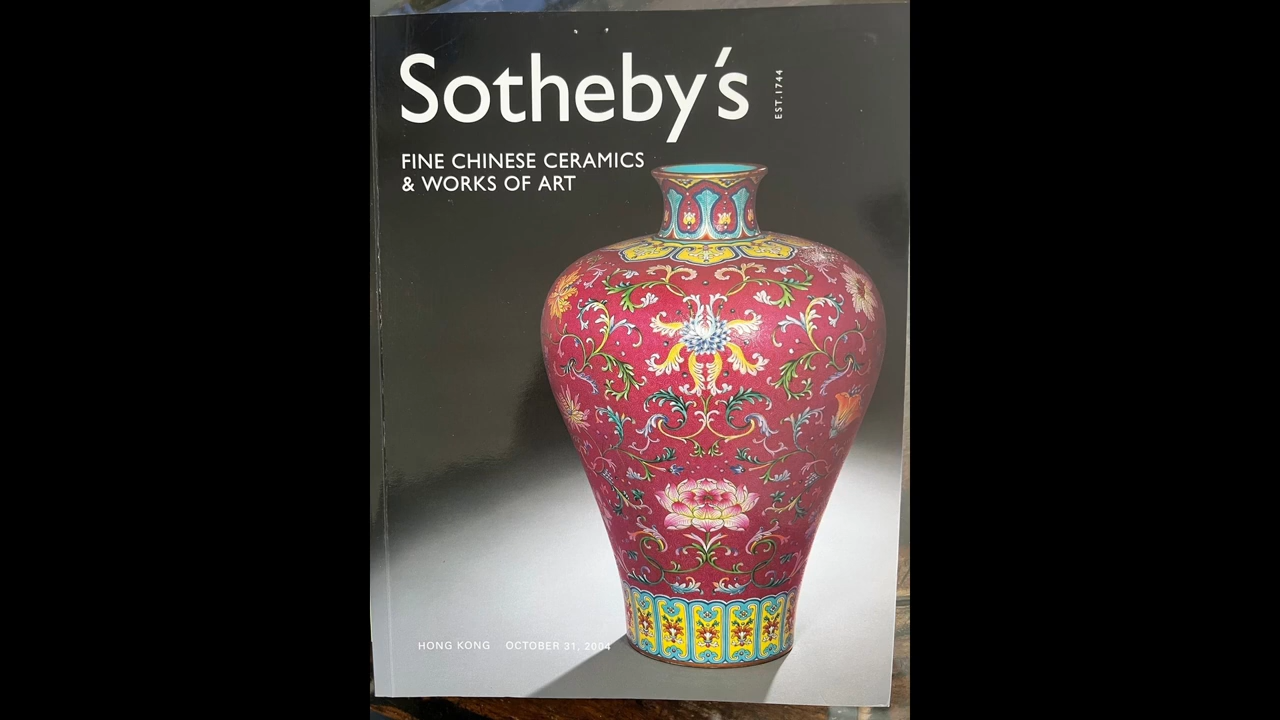 Sotheby's
EST. 1744
FINE CHINESE CERAMICS
& WORKS OF ART
HONG KONG OCTOBER 31, 2004